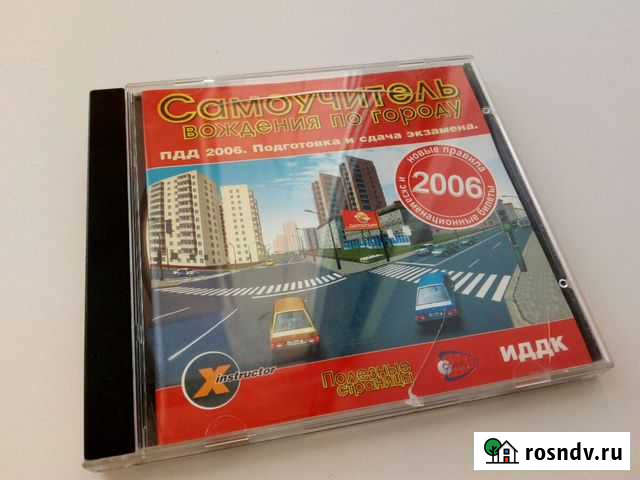 Самоучитель
вождения по городу
ПДД 2006. Подготовка и сдача экзамена.
новые правила
2006
и экзаменационные билеты
X instructor
Полезные
страницы
ИДДК
rosndv.ru